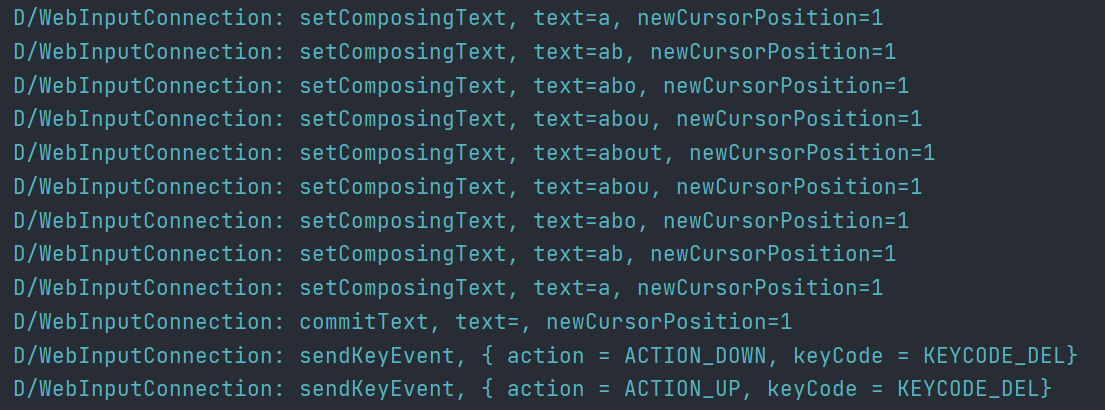 D/WebInputConnection: setComposingText, text=a, newCursorPosition=1
D/WebInputConnection: setComposingText, text=ab, newCursorPosition=1
D/WebInputConnection: setComposingText, text=abo, newCursorPosition=1
D/WebInputConnection: setComposingText, text=abou, newCursorPosition=1
D/WebInputConnection: setComposingText, text=about, newCursorPosition=1
D/WebInputConnection: setComposingText, text=abou, newCursorPosition=1
D/WebInputConnection: setComposingText, text=abo, newCursorPosition=1
D/WebInputConnection: setComposingText, text=ab, newCursorPosition=1
D/WebInputConnection: setComposingText, text=a, newCursorPosition=1
D/WebInputConnection: commitText, text=, newCursorPosition=1
D/WebInputConnection: sendKeyEvent, { action = ACTION_DOWN, keyCode = KEYCODE_DEL}
D/WebInputConnection: sendKeyEvent, { action = ACTION_UP, keyCode = KEYCODE_DEL}